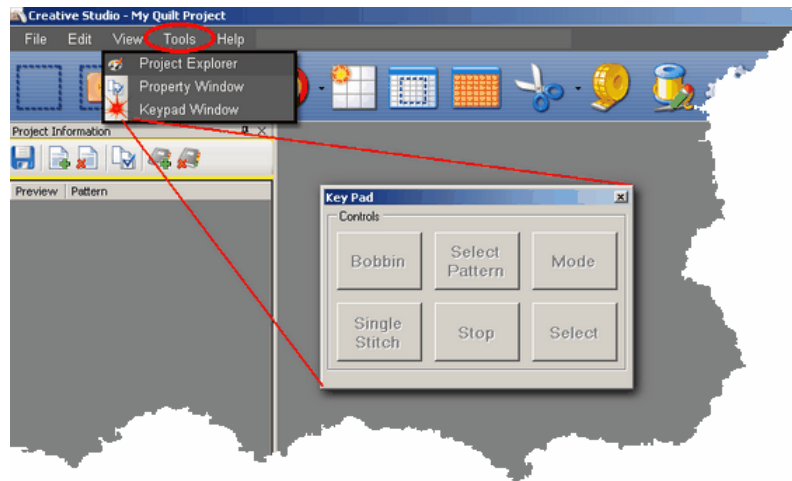 Creative Studio - My Quilt Project
File Edit View Tools Help
Project Explorer
Property Window
Keypad Window
Project Information
Preview Pattern
Key Pad
Controls
Bobbin
Select
Pattern
Mode
Single
Stitch
Stop
Select